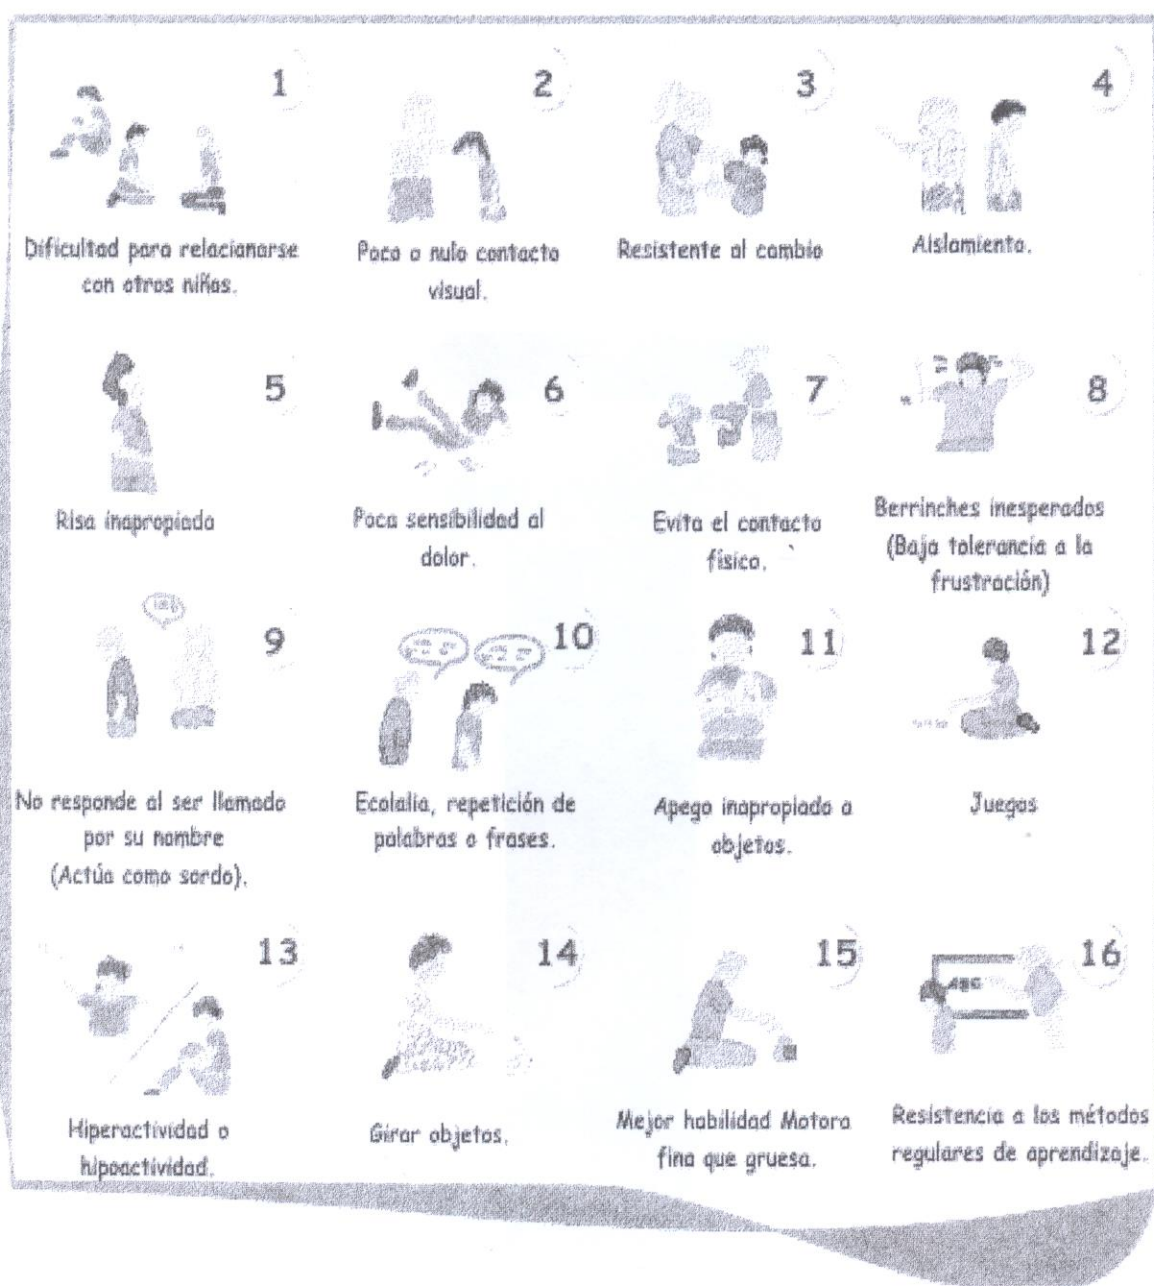 1
2
3
4
Dificultad para relacionarse
con otros niños.
Poco o nulo contacto
visual.
Resistente al cambio
Aislamiento.
5
6
7
8
Risa inapropiada
Poca sensibilidad al
dolor.
Evita el contacto
físico.
Berrinches inesperados
(Baja tolerancia a la
frustración)
9
10
11
12
No responde al ser llamado
por su nombre
(Actúa como sordo).
Ecolalia, repetición de
palabras o frases.
Apego inapropiado a
objetos.
Juegos
13
14
15
16
ABC
Hiperactividad o
hipoactividad.
Girar objetos.
Mejor habilidad Motora
fina que gruesa.
Resistencia a los métodos
regulares de aprendizaje.